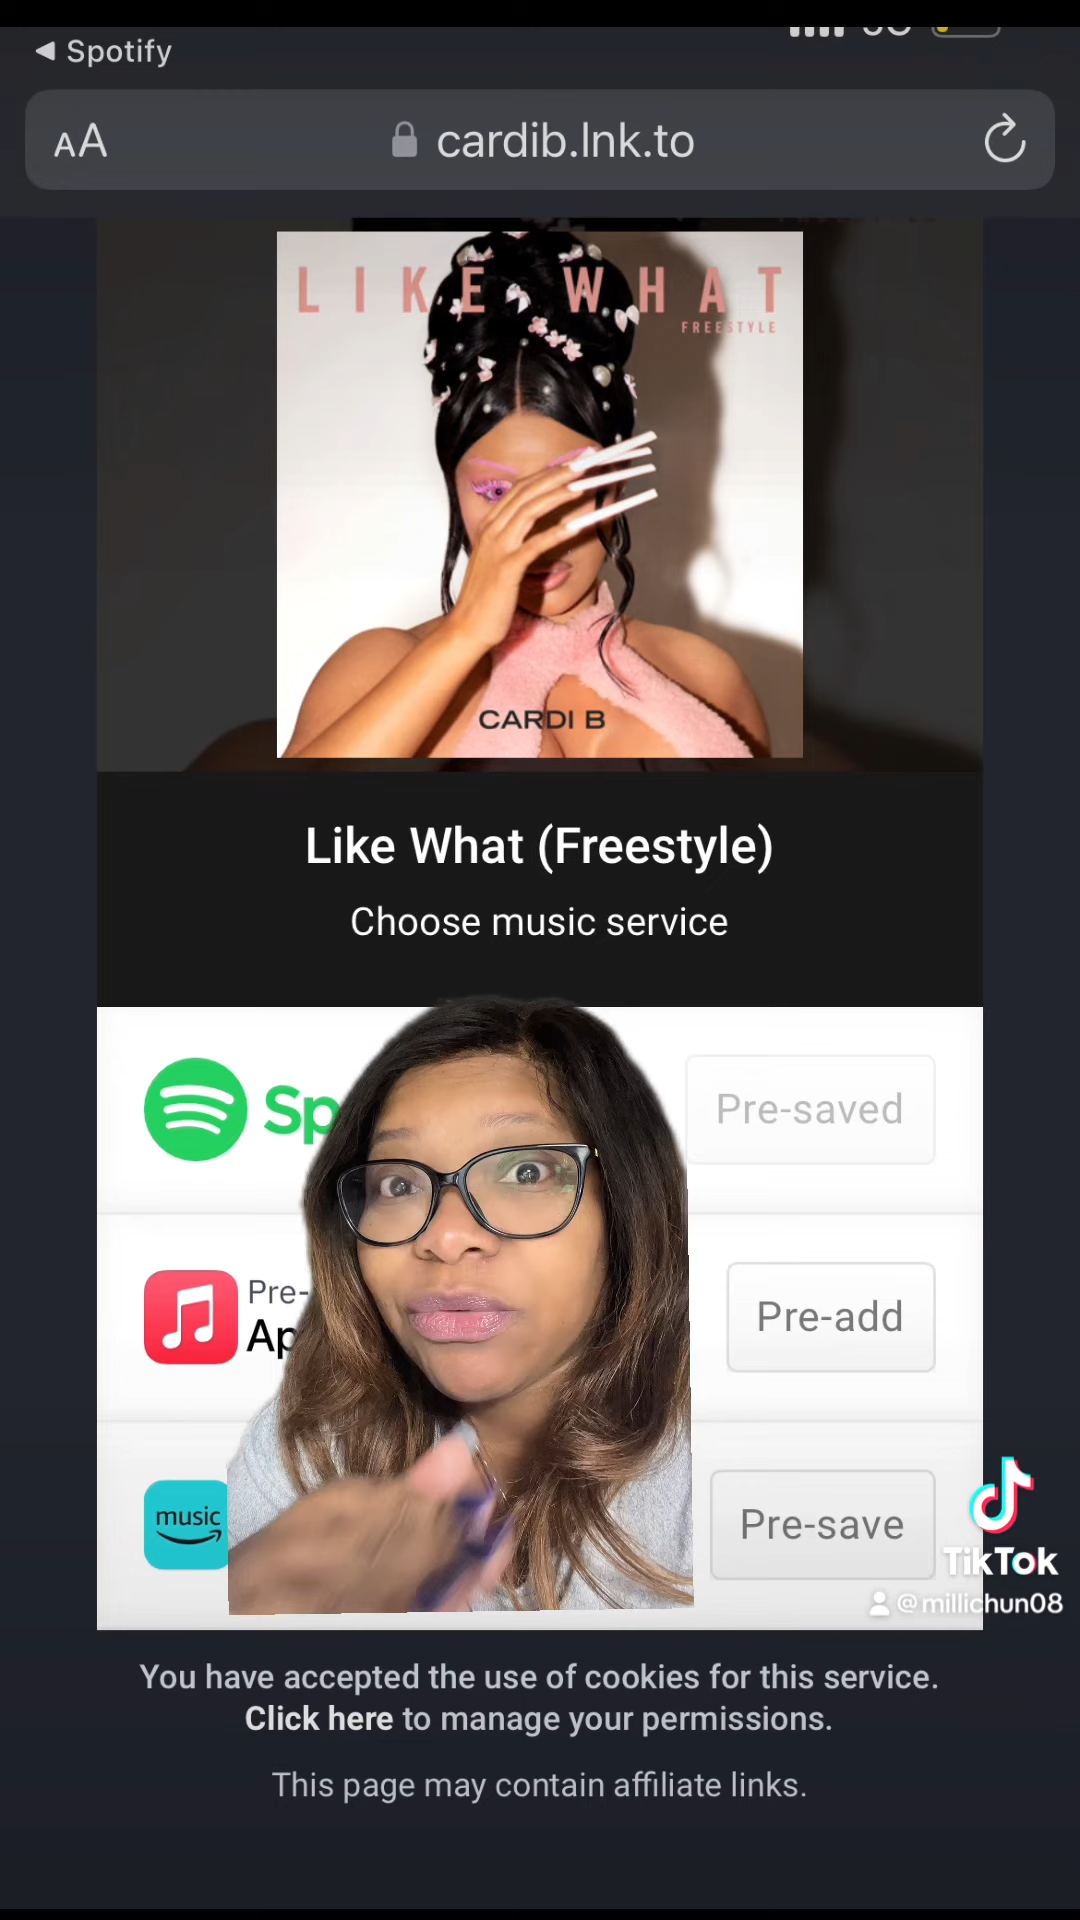 Spotify
AA
cardib.lnk.to
LIKE WHAT
FREESTYLE
CARDI B
Like What (Freestyle)
Choose music service
Sp
Pre-saved
Pre-
Ap
Pre-add
music
Pre-save
TikTok
@millichun08
You have accepted the use of cookies for this service.
Click here to manage your permissions.
This page may contain affiliate links.